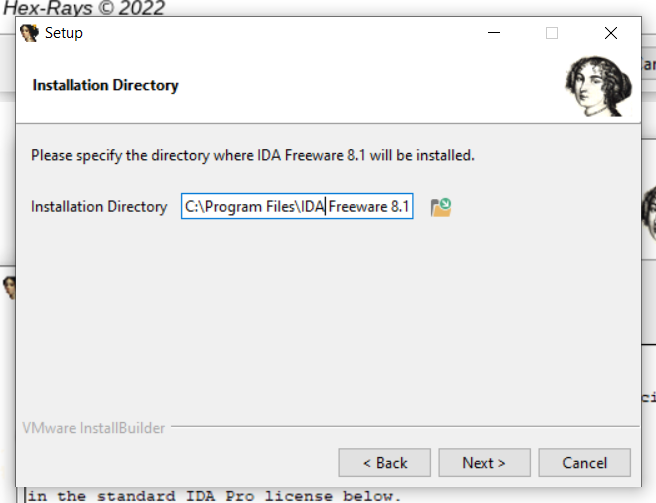 Hex-Rays © 2022
Setup
Installation Directory
Please specify the directory where IDA Freeware 8.1 will be installed.
Installation Directory C:\Program Files\IDA Freeware 8.1
VMware InstallBuilder
< Back Next > Cancel
in the standard IDA Pro license below.